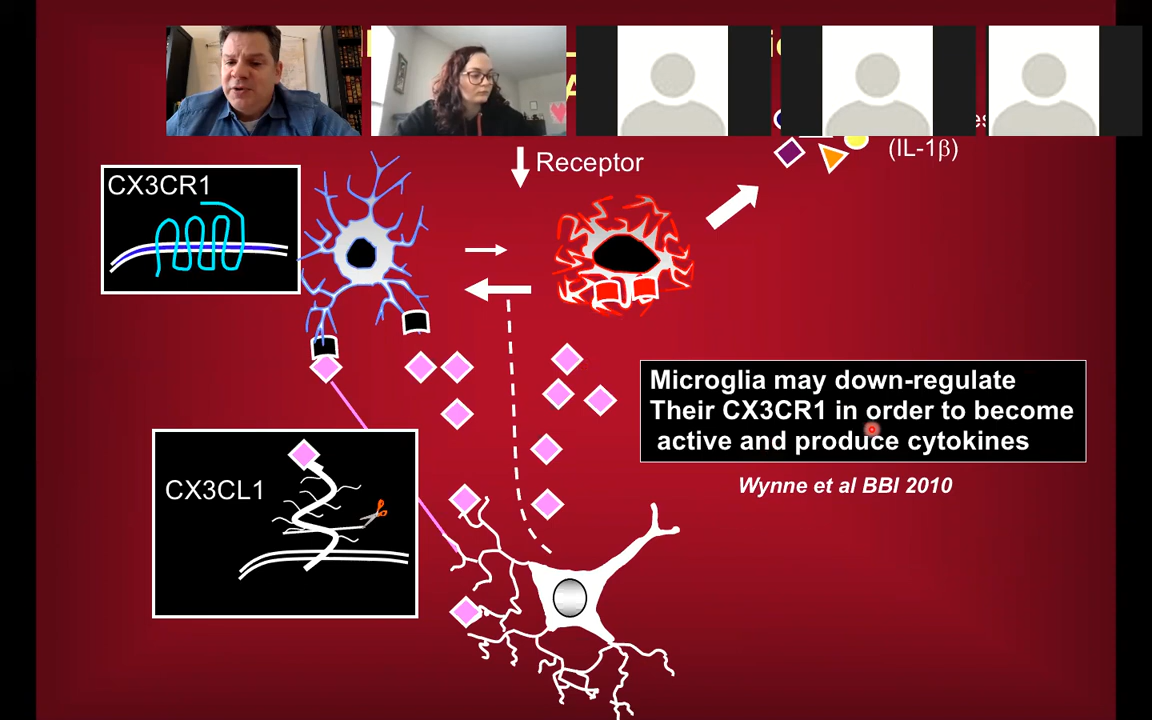 (IL-1β)
Receptor
CX3CR1
Microglia may down-regulate
Their CX3CR1 in order to become
active and produce cytokines
Wynne et al BBI 2010
CX3CL1